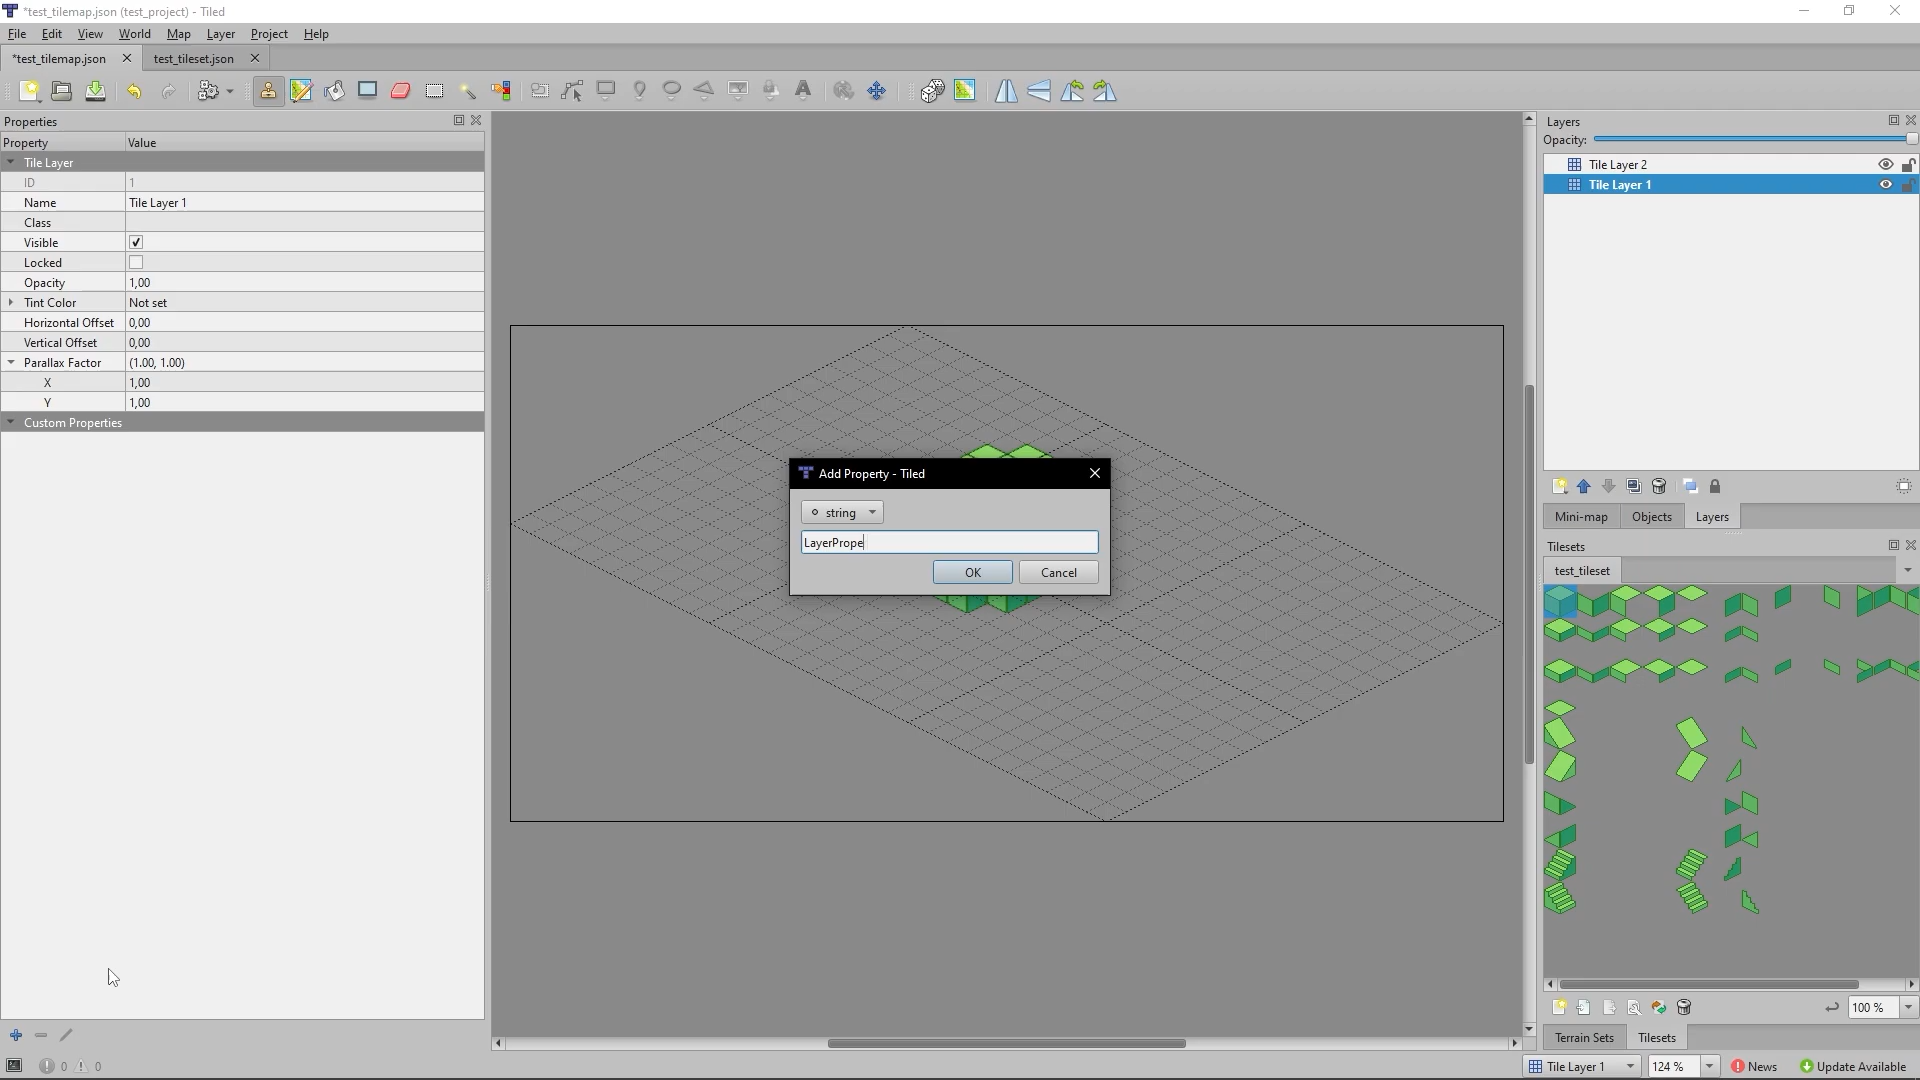 *test_tilemap.json (test_project) - Tiled
File Edit View World Map Layer Project Help
*test_tilemap.json
test_tileset.json
Properties
Property Value
Tile Layer
ID 1
Name Tile Layer 1
Class
Visible
Locked
Opacity 1,00
Tint Color Not set
Horizontal Offset 0,00
Vertical Offset 0,00
Parallax Factor (1.00, 1.00)
X 1,00
Y 1,00
Custom Properties
Add Property - Tiled
string
LayerPrope
OK Cancel
Layers
Opacity:
Tile Layer 2
Tile Layer 1
Mini-map Objects Layers
Tilesets
test_tileset
100 %
Terrain Sets Tilesets
0 0
Tile Layer 1
124 %
News
Update Available